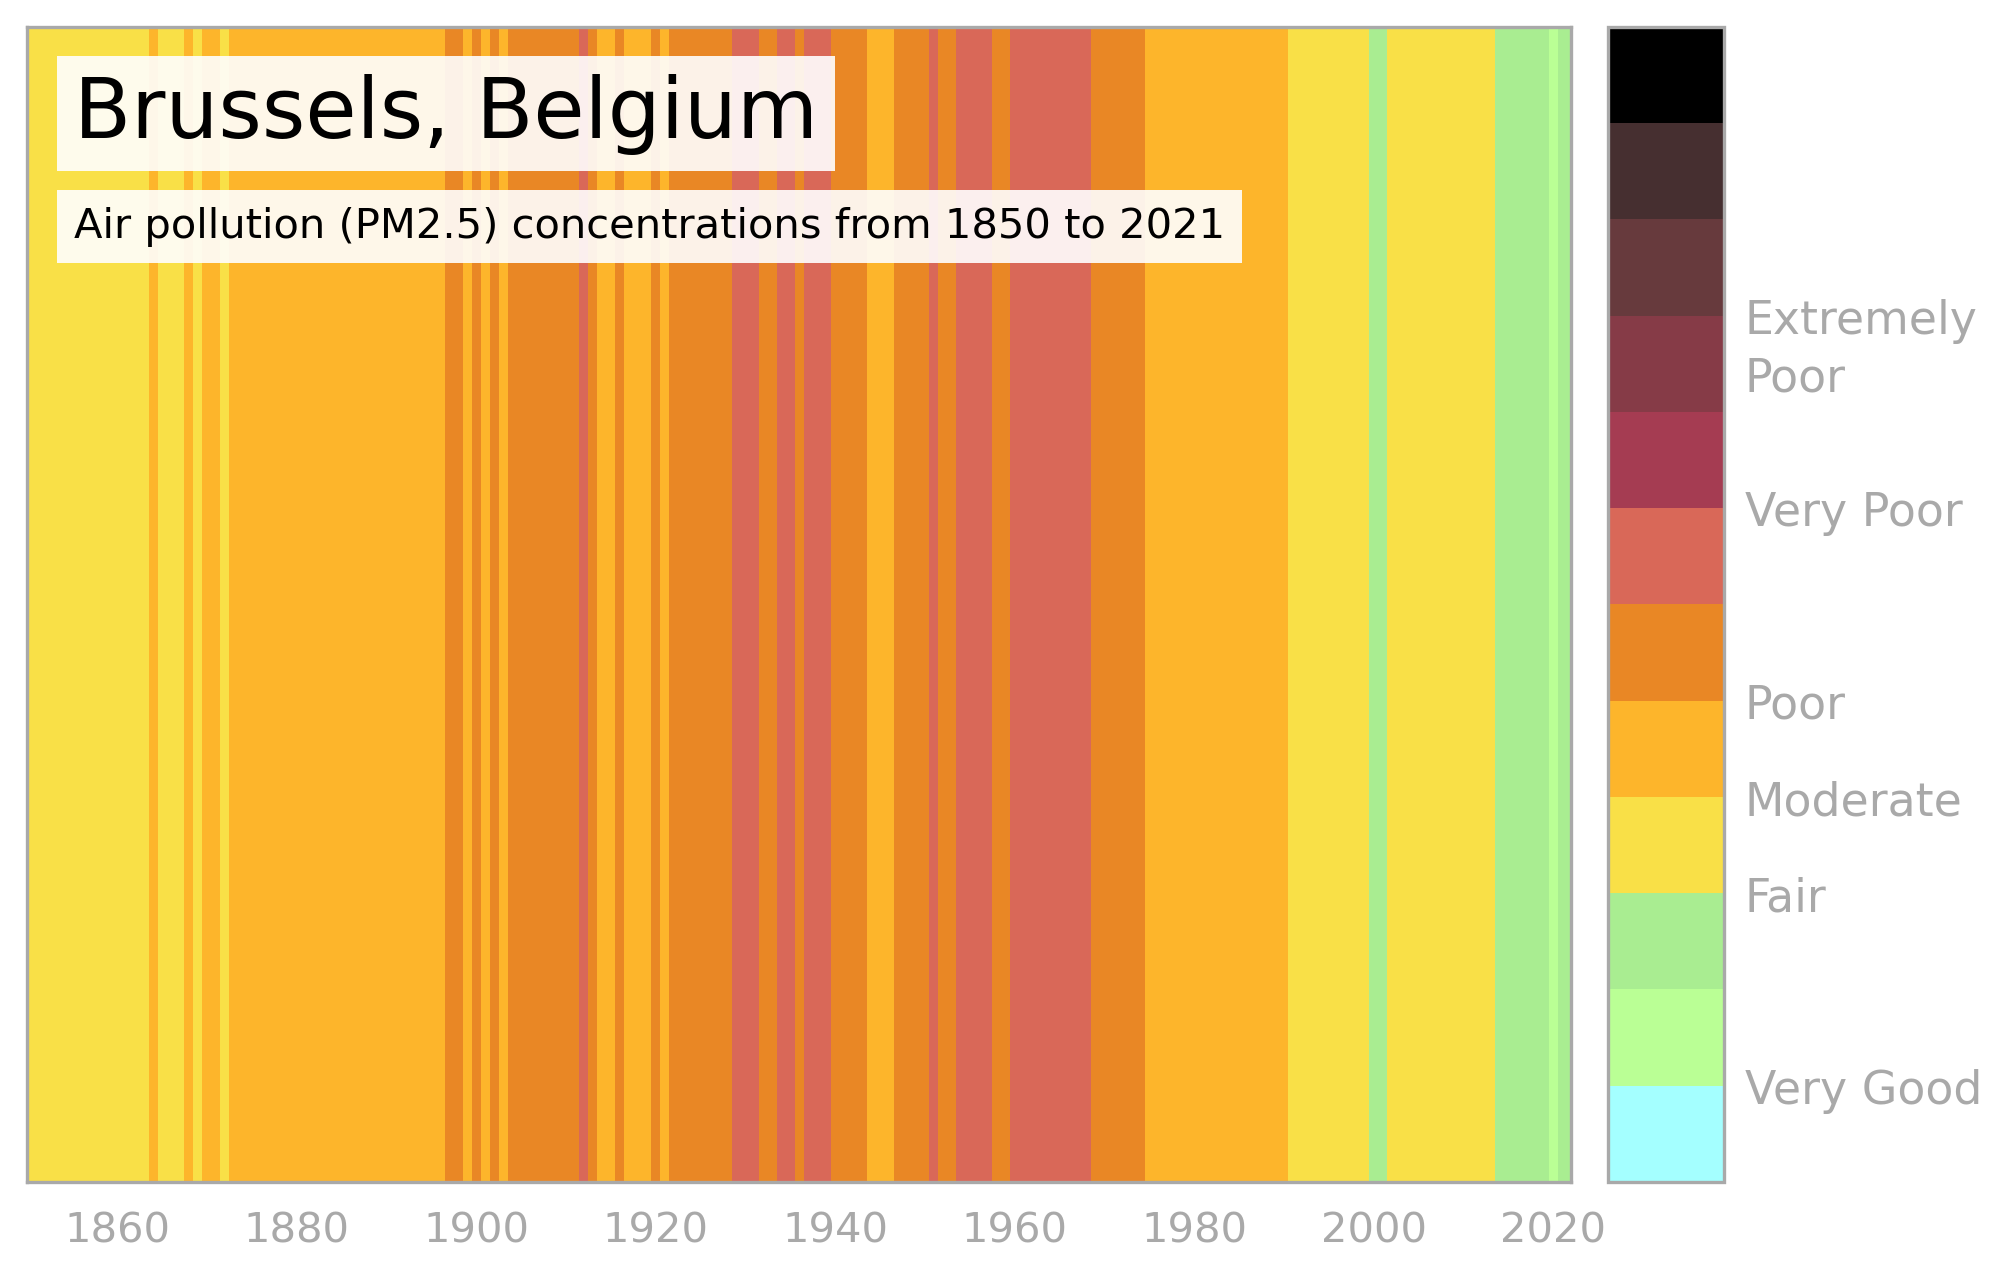 Brussels, Belgium
Air pollution (PM2.5) concentrations from 1850 to 2021
Extremely
Poor
Very Poor
Poor
Moderate
Fair
Very Good
1860 1880 1900 1920 1940 1960 1980 2000 2020